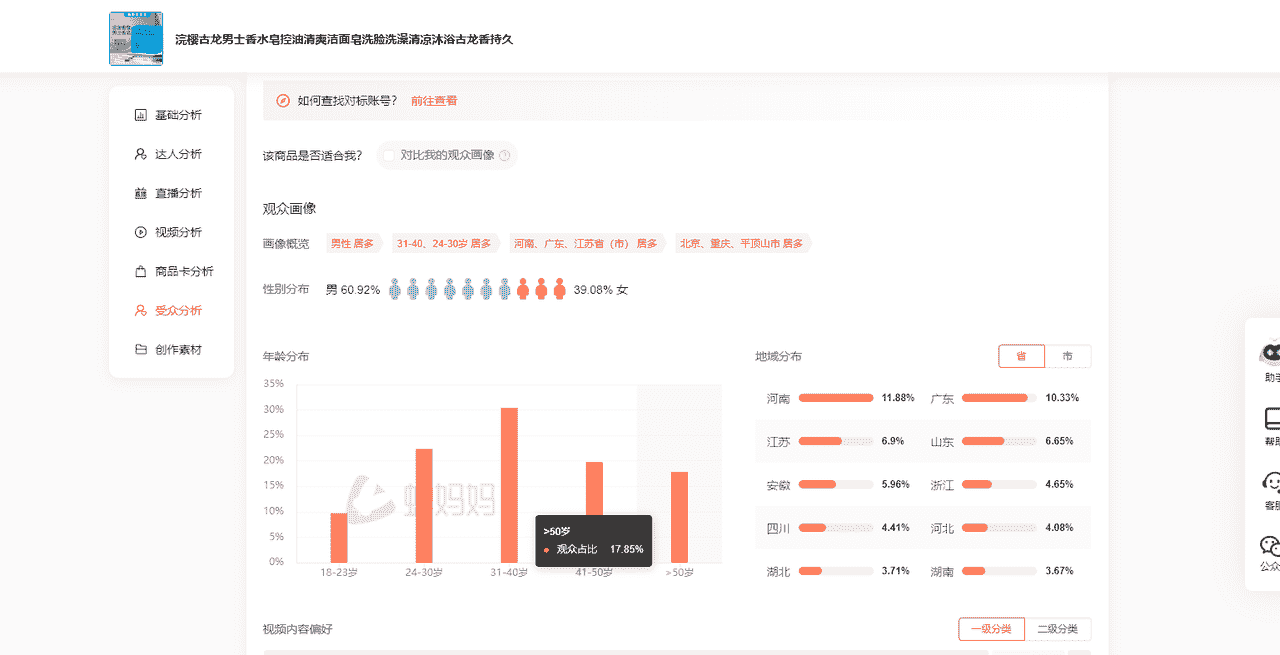 浣樱古龙男士香水皂控油清爽洁面皂洗脸洗澡清凉沐浴古龙香持久
基础分析
达人分析
直播分析
视频分析
商品卡分析
受众分析
创作素材
如何查找对标账号? 前往查看
该商品是否适合我? 对比我的观众画像
观众画像
画像概览 男性 居多 31-40、24-30岁 居多 河南、广东、江苏省（市） 居多 北京、重庆、平顶山市 居多
性别分布 男 60.92% 39.08% 女
年龄分布
35%
30%
25%
20%
15%
10%
5%
0%
18-23岁 24-30岁 31-40岁 41-50岁 >50岁
>50岁
观众占比 17.85%
地域分布 省 市
河南 11.88% 广东 10.33%
江苏 6.9% 山东 6.65%
安徽 5.96% 浙江 4.65%
四川 4.41% 河北 4.08%
湖北 3.71% 湖南 3.67%
视频内容偏好 一级分类 二级分类
助手
帮助
客服
公众